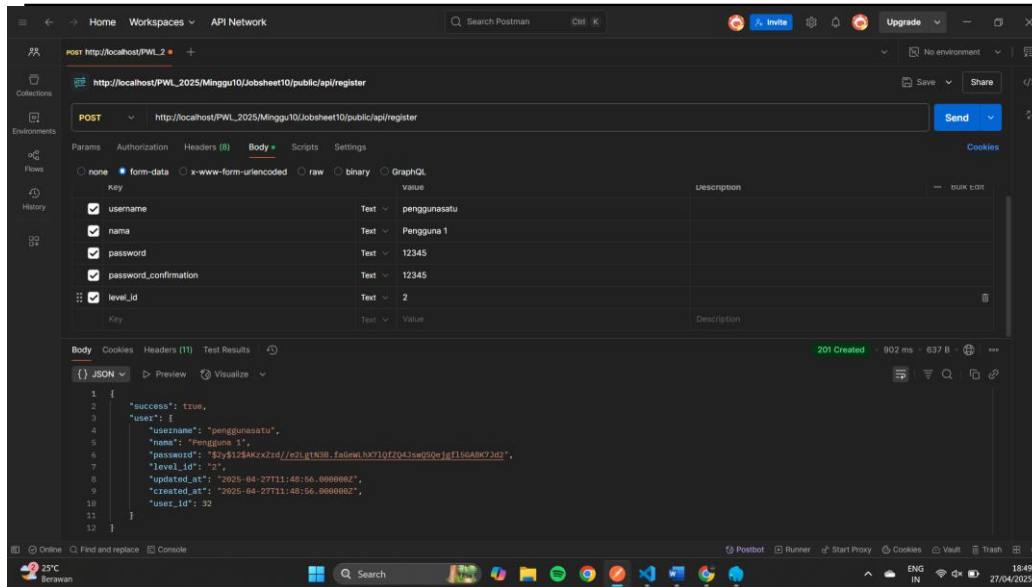 Home Workspaces API Network Search Postman Ctrl K Invite Upgrade
POST http://localhost/PWL_2 No environment
http://localhost/PWL_2025/Minggu10/Jobsheet10/public/api/register Save Share
Collections
POST http://localhost/PWL_2025/Minggu10/Jobsheet10/public/api/register Send
Environments
Params Authorization Headers (8) Body Scripts Settings Cookies
Flows
none form-data x-www-form-urlencoded raw binary GraphQL
Key Value Description Bulk Edit
History
username Text penggunasatu
nama Text Pengguna 1
password Text 12345
password_confirmation Text 12345
level_id Text 2
Key Text Value Description
Body Cookies Headers (11) Test Results 201 Created 902 ms 637 B
{} JSON Preview Visualize
1 {
2 "success": true,
3 "user": {
4 "username": "penggunasatu",
5 "nama": "Pengguna 1",
6 "password":
7 "level_id": "2",
8 "updated_at": "2025-04-27T11:48:56.000000Z",
9 "created_at": "2025-04-27T11:48:56.000000Z",
10 "user_id": 32
11 }
12 }
Online Find and replace Console Postbot Runner Start Proxy Cookies Vault Trash
2 25°C
Berawan
Search
ENG
IN
18:49
27/04/2025